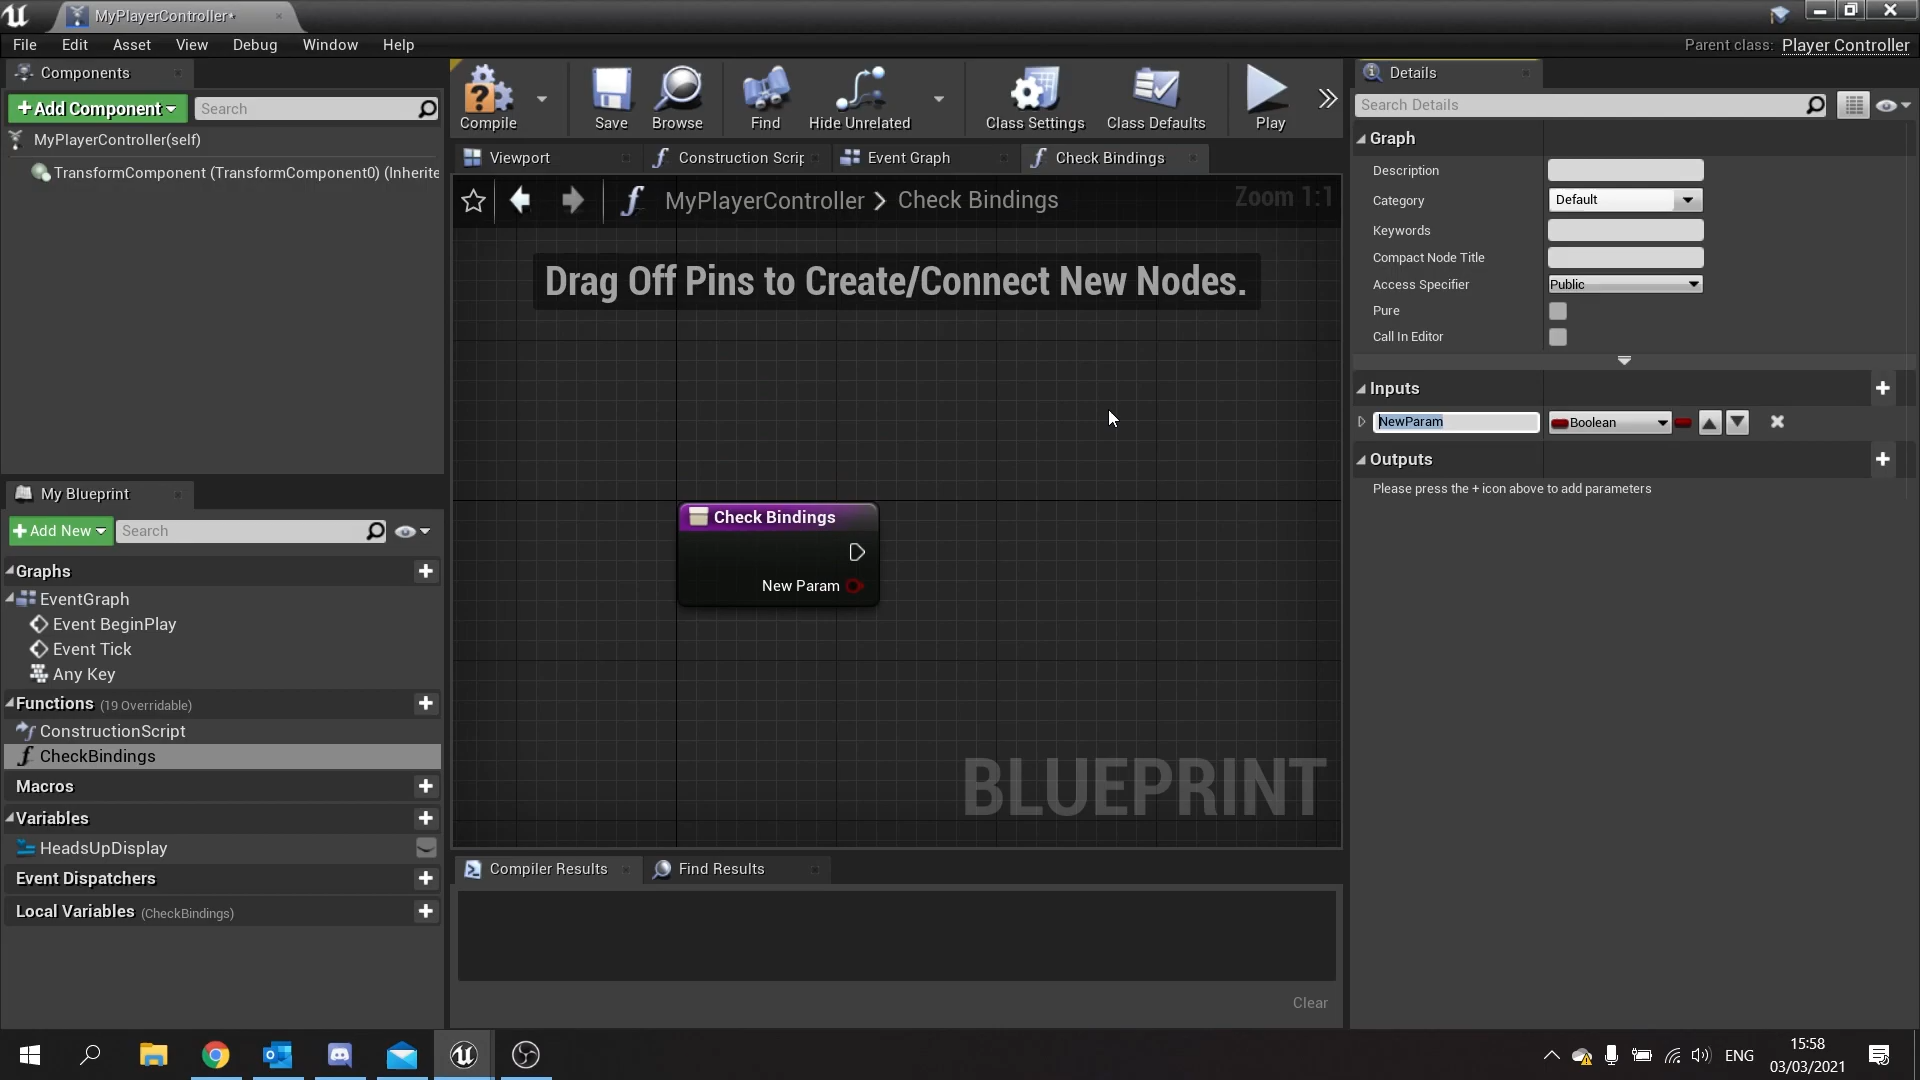 MyPlayerController*
File Edit Asset View Debug Window Help
Parent class: Player Controller
Components
Add Component Search
MyPlayerController(self)
TransformComponent (TransformComponent0) (Inherite
My Blueprint
Add New Search
Graphs
EventGraph
Event BeginPlay
Event Tick
Any Key
Functions (19 Overridable)
ConstructionScript
CheckBindings
Macros
Variables
HeadsUpDisplay
Event Dispatchers
Local Variables (CheckBindings)
Compile Save Browse Find Hide Unrelated Class Settings Class Defaults Play
Viewport Construction Scrip Event Graph Check Bindings
MyPlayerController Check Bindings Zoom 1:1
Drag Off Pins to Create/Connect New Nodes.
Check Bindings
New Param
BLUEPRINT
Compiler Results Find Results
Clear
Details
Search Details
Graph
Description
Category Default
Keywords
Compact Node Title
Access Specifier Public
Pure
Call In Editor
Inputs
NewParam Boolean
Outputs
Please press the + icon above to add parameters
ENG 15:58
03/03/2021